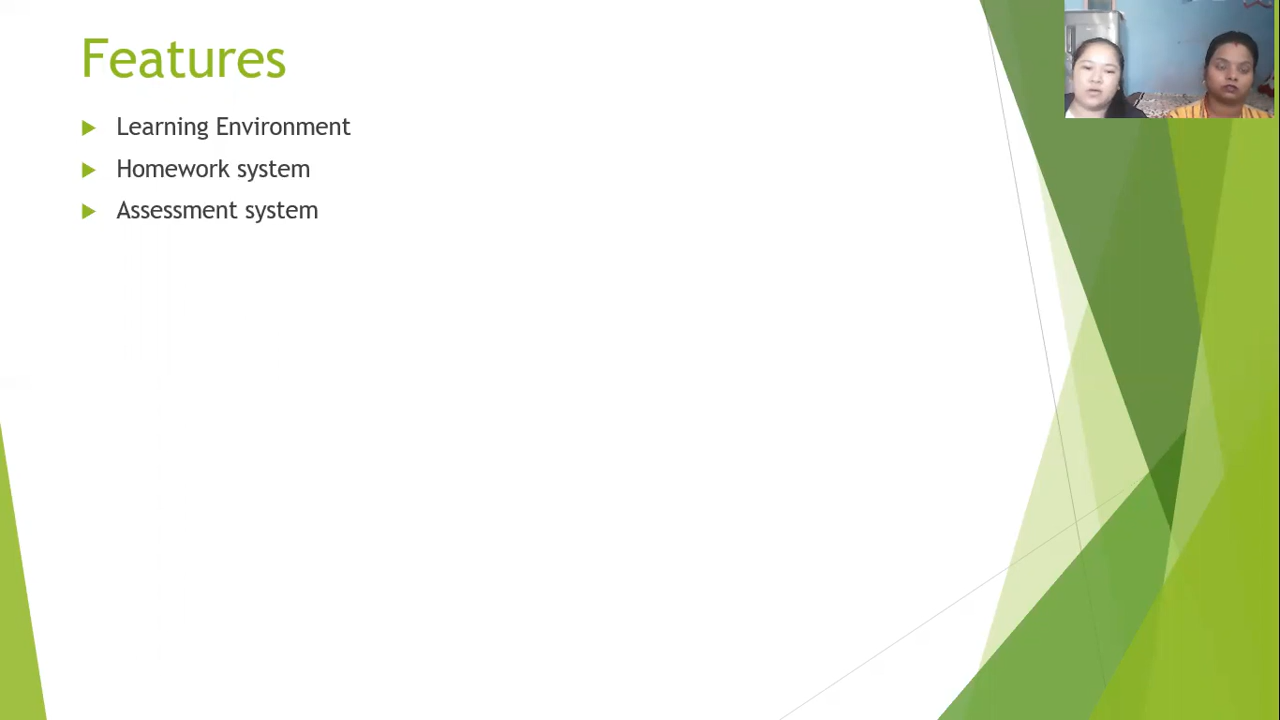 Features
Learning Environment
Homework system
Assessment system